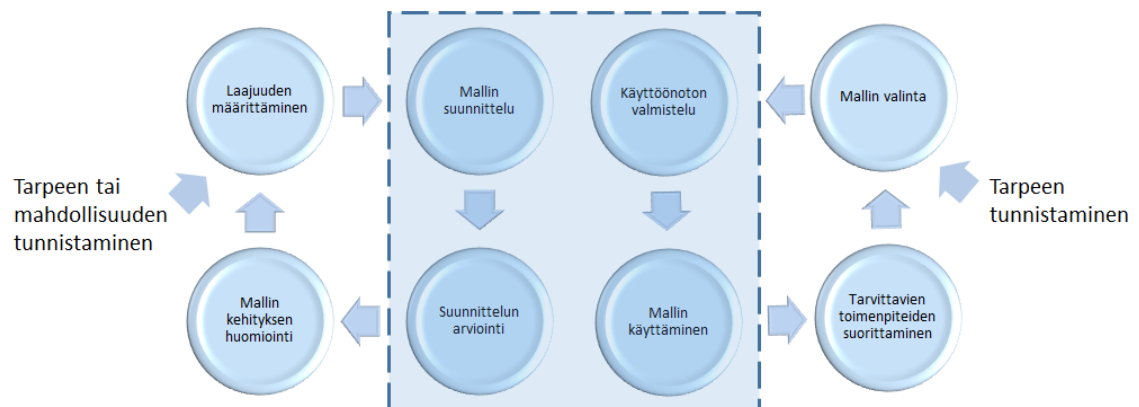 Laajuuden
määrittäminen
Mallin
suunnittelu
Käyttöönoton
valmistelu
Mallin valinta
Tarpeen tai
mahdollisuuden
tunnistaminen
Tarpeen
tunnistaminen
Mallin
kehityksen
huomiointi
Suunnittelun
arviointi
Mallin
käyttäminen
Tarvittavien
toimenpiteiden
suorittaminen